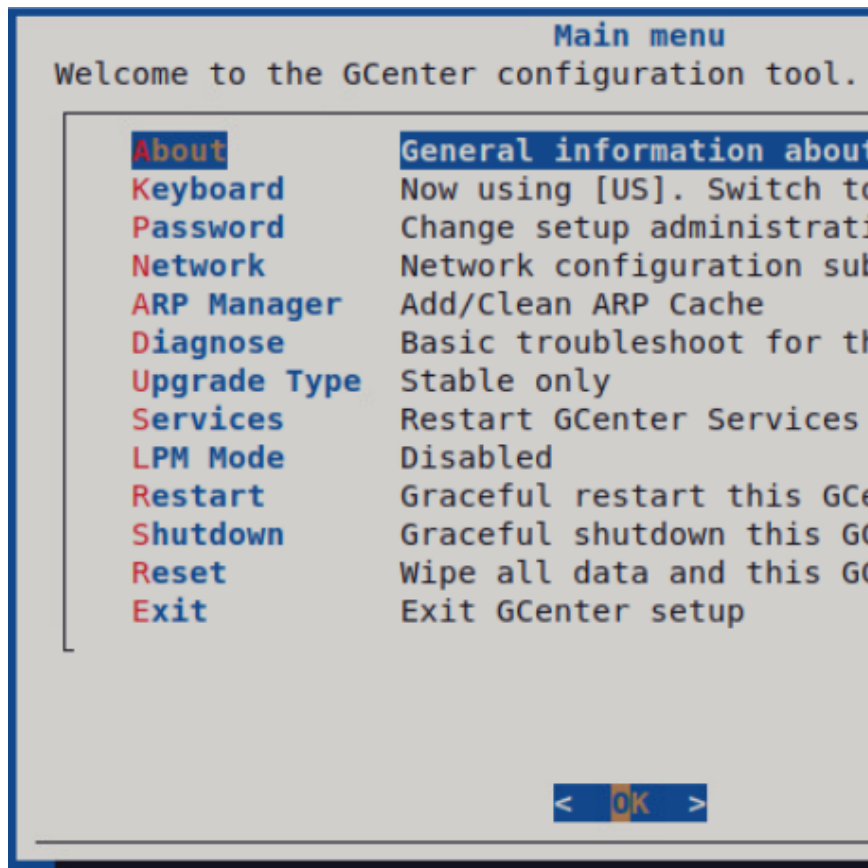 Main menu
Welcome to the GCenter configuration tool.
About General information about
Keyboard Now using [US]. Switch to
Password Change setup administrati
Network Network configuration sub
ARP Manager Add/Clean ARP Cache
Diagnose Basic troubleshoot for th
Upgrade Type Stable only
Services Restart GCenter Services
LPM Mode Disabled
Restart Graceful restart this GCe
Shutdown Graceful shutdown this GC
Reset Wipe all data and this GC
Exit Exit GCenter setup
< OK >